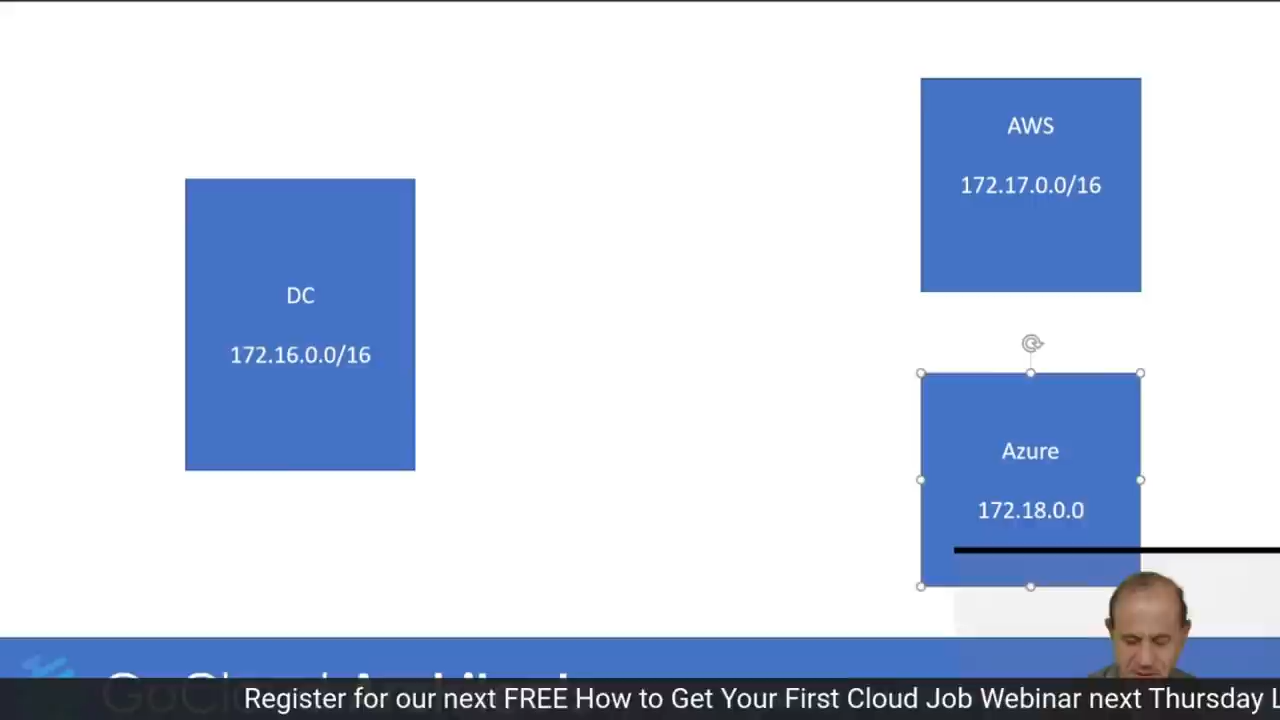 AWS
172.17.0.0/16
DC
172.16.0.0/16
Azure
172.18.0.0
Register for our next FREE How to Get Your First Cloud Job Webinar next Thursday